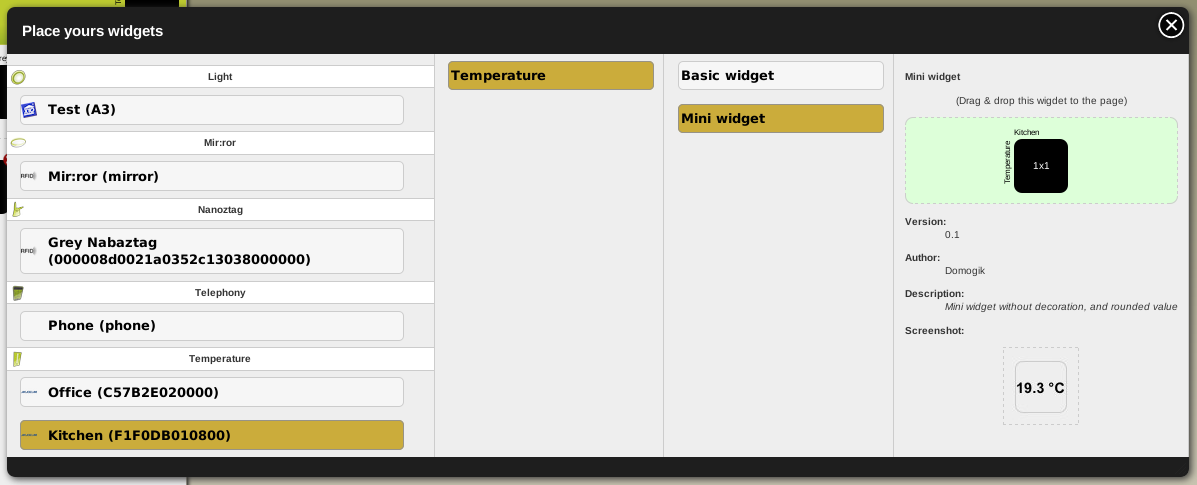 Place yours widgets
Light
Test (A3)
Mir:ror
RFID
Mir:ror (mirror)
Nanoztag
RFID
Grey Nabaztag
(000008d0021a0352c13038000000)
Telephony
Phone (phone)
Temperature
Office (C57B2E020000)
Kitchen (F1F0DB010800)
Temperature
Basic widget
Mini widget
Mini widget
(Drag & drop this wigdet to the page)
Kitchen
Temperature
1x1
Version:
0.1
Author:
Domogik
Description:
Mini widget without decoration, and rounded value
Screenshot:
19.3 °C